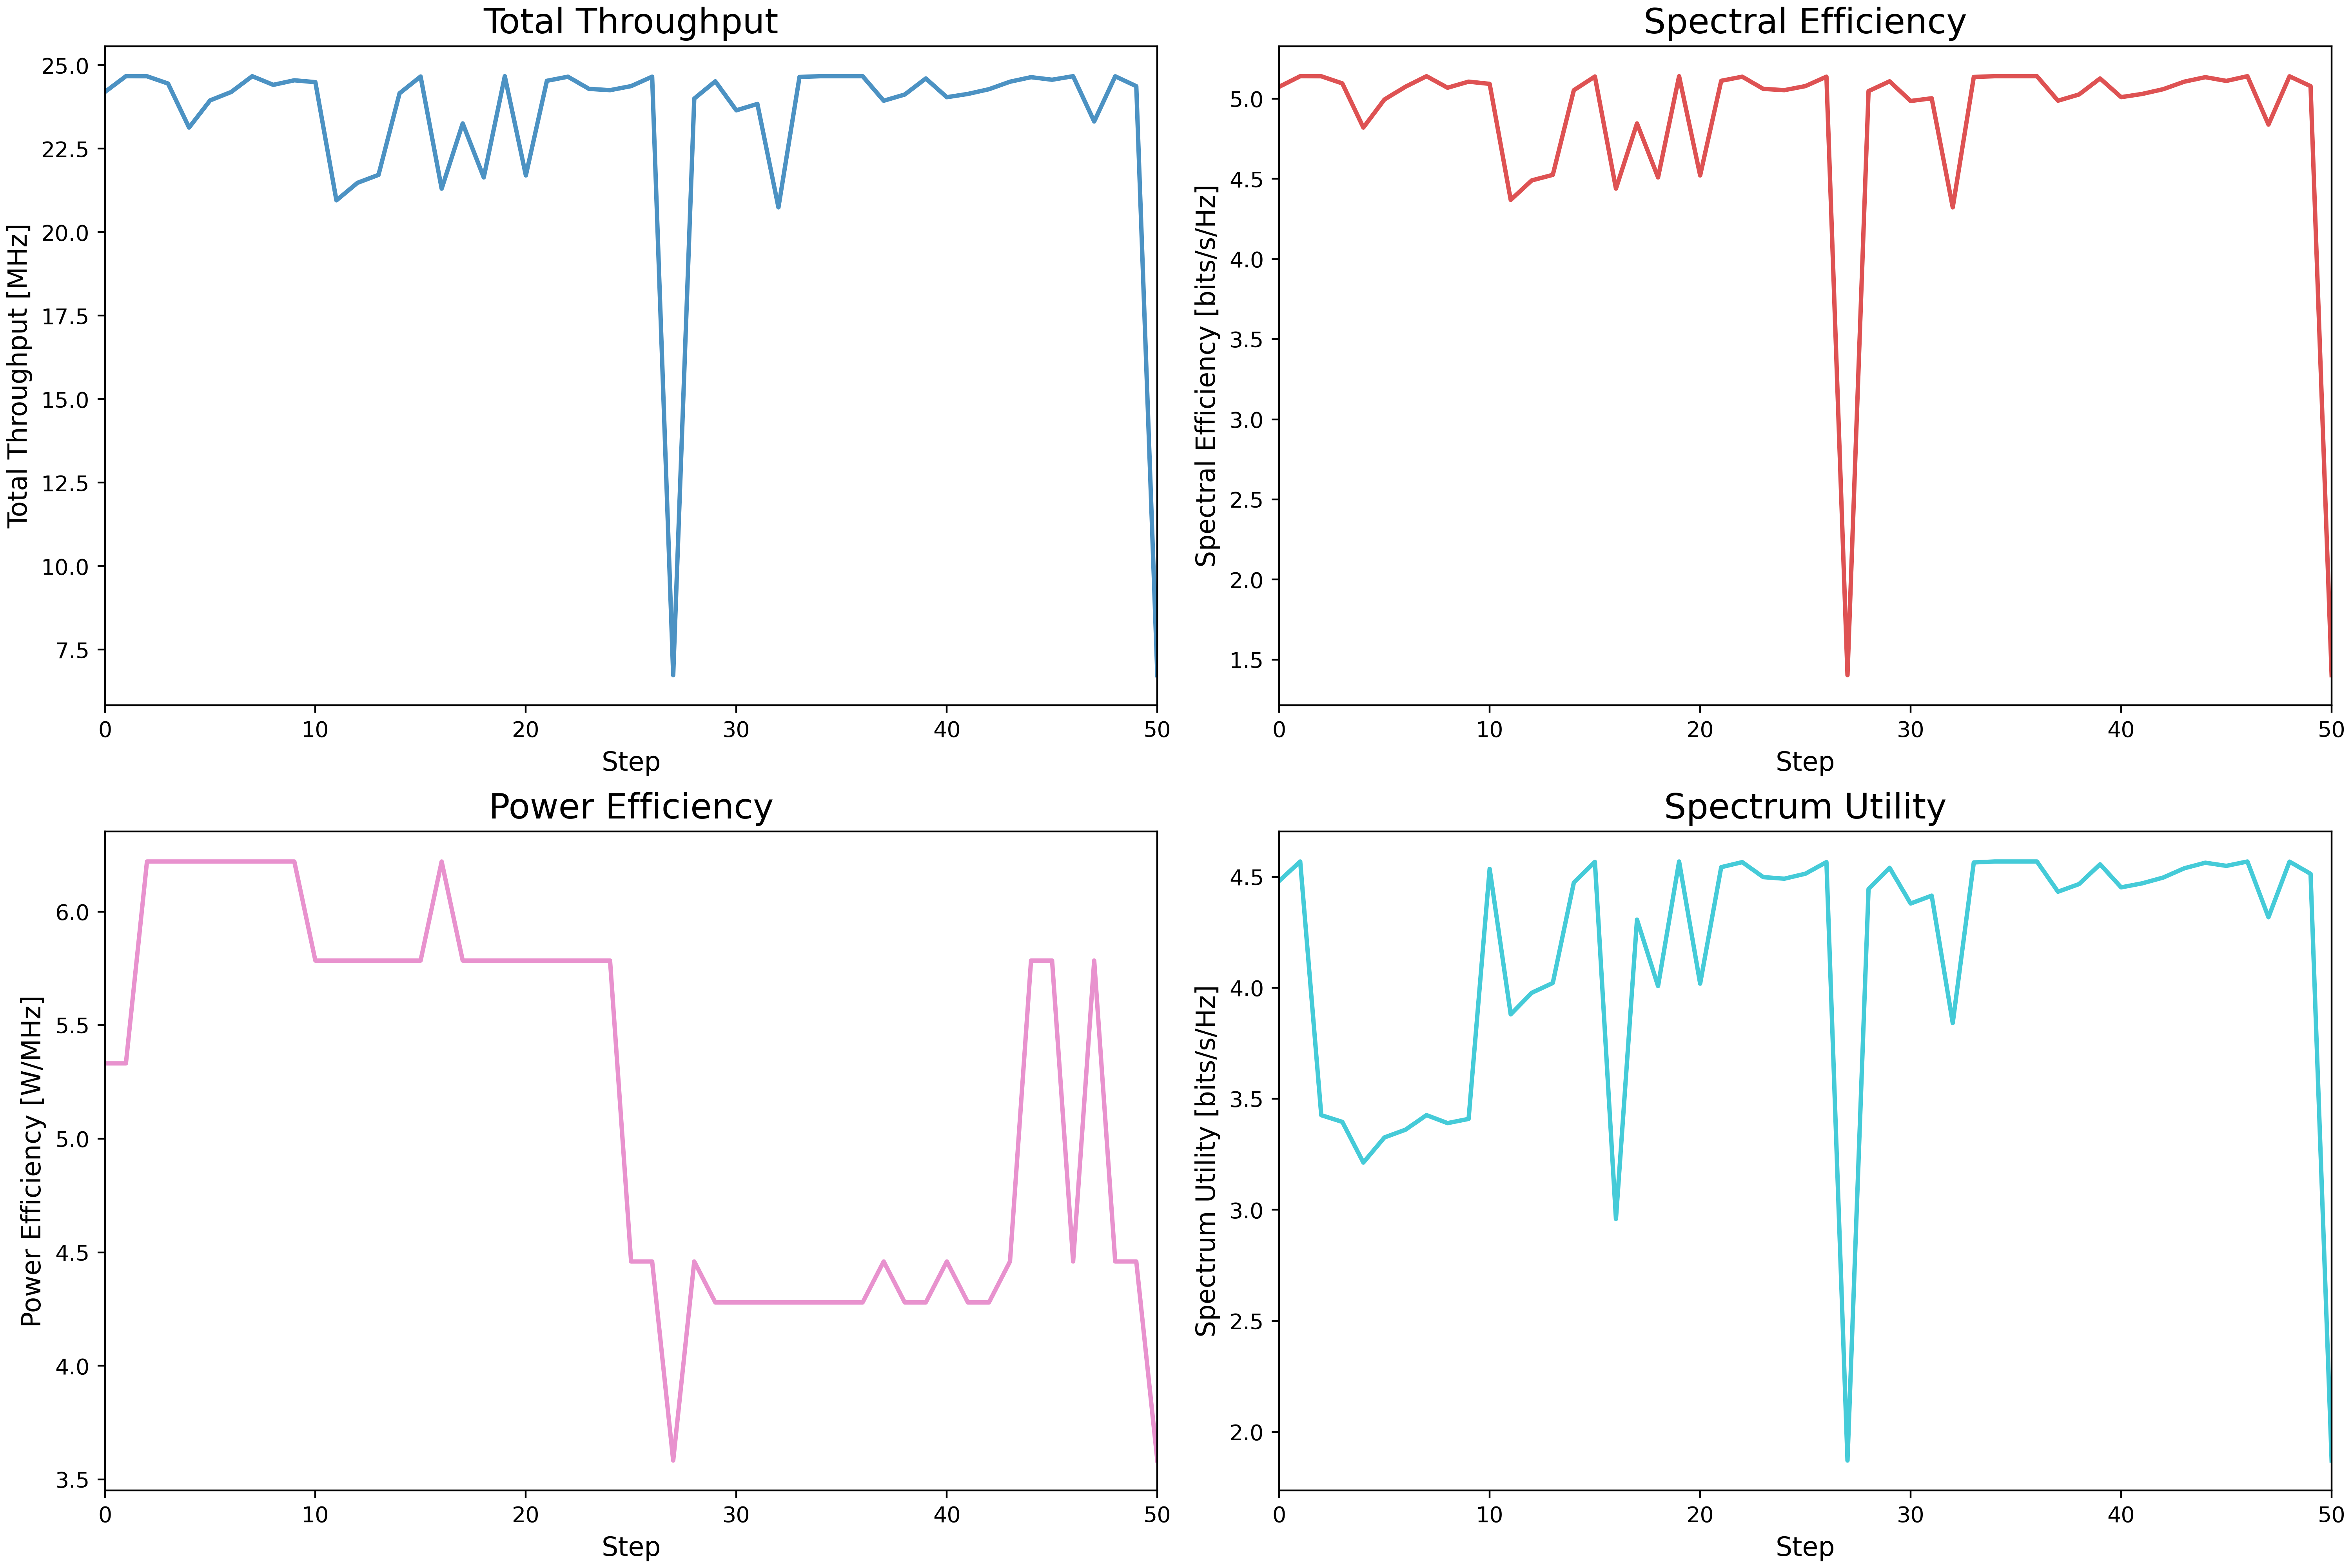 Total Throughput
Total Throughput [MHz]
25.0
22.5
20.0
17.5
15.0
12.5
10.0
7.5
0 10 20 30 40 50
Step
Spectral Efficiency
Spectral Efficiency [bits/s/Hz]
5.0
4.5
4.0
3.5
3.0
2.5
2.0
1.5
0 10 20 30 40 50
Step
Power Efficiency
Power Efficiency [W/MHz]
6.0
5.5
5.0
4.5
4.0
3.5
0 10 20 30 40 50
Step
Spectrum Utility
Spectrum Utility [bits/s/Hz]
4.5
4.0
3.5
3.0
2.5
2.0
0 10 20 30 40 50
Step